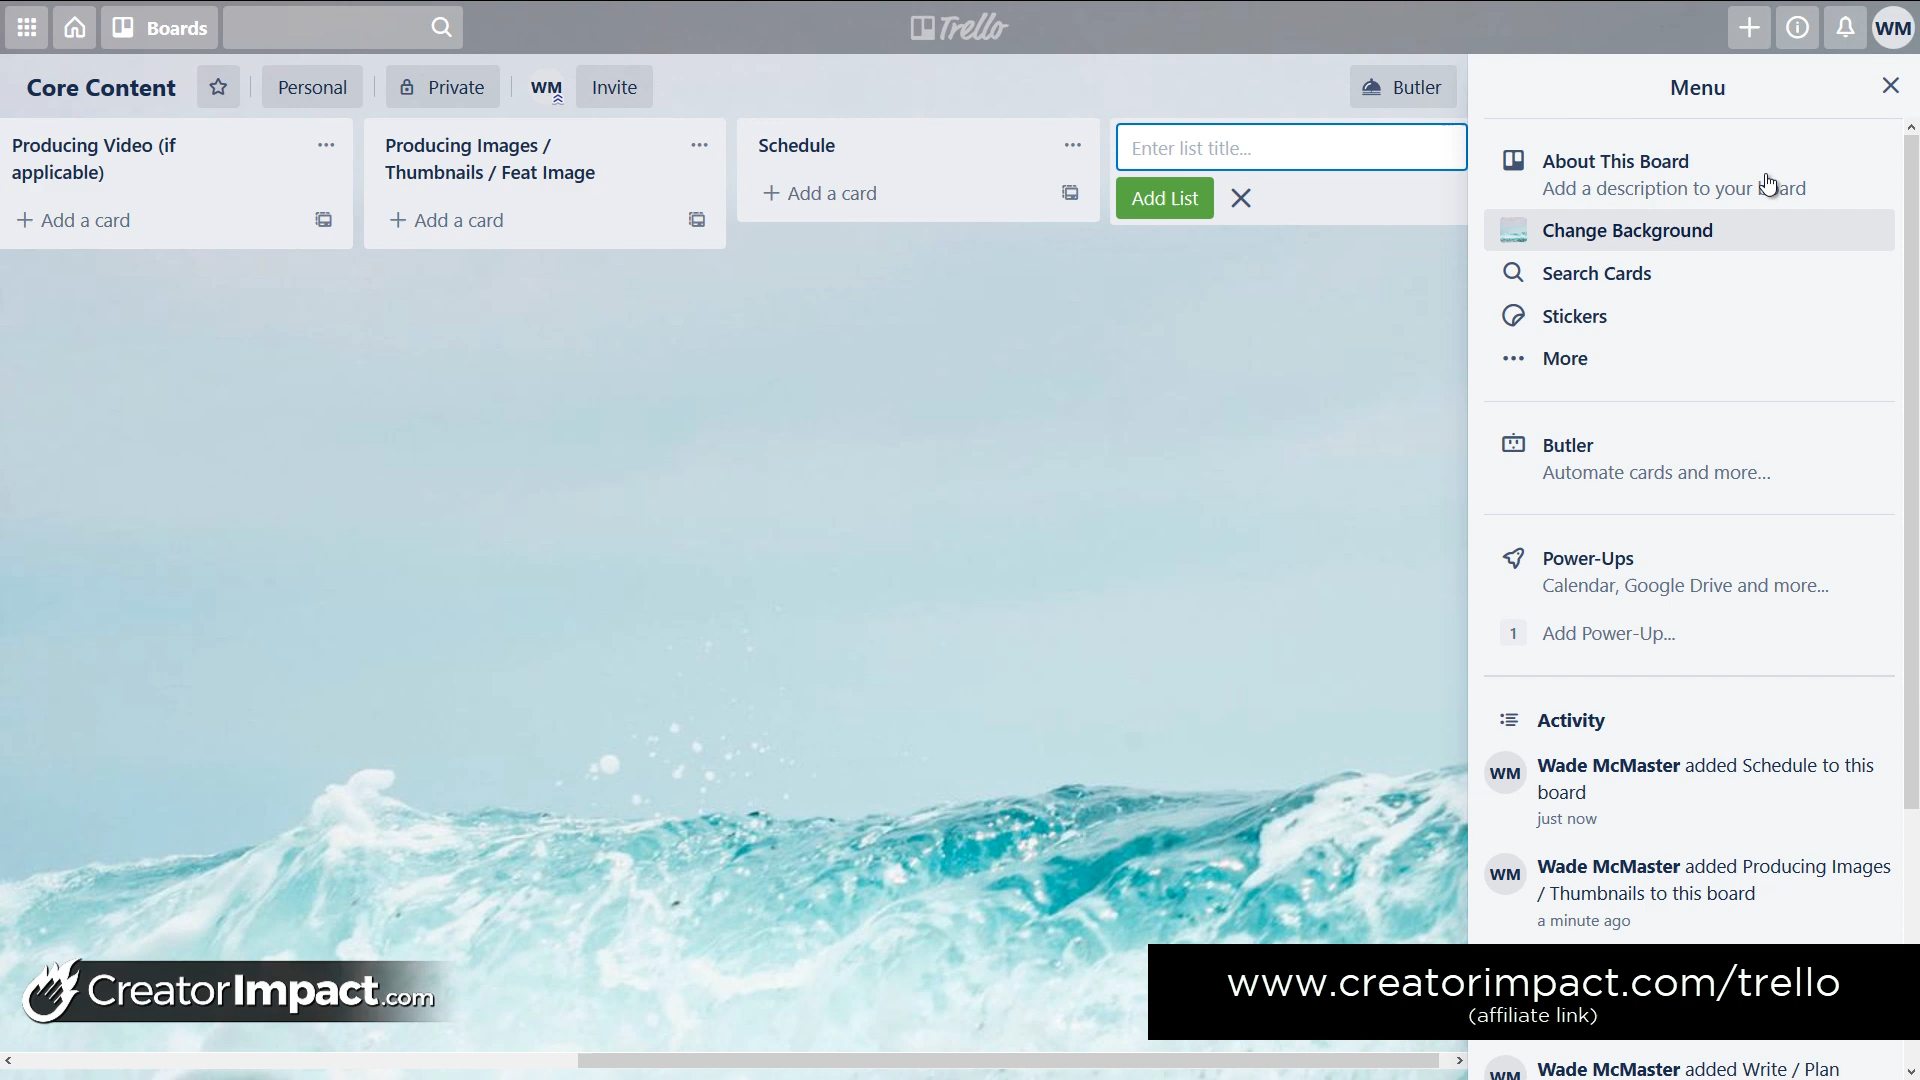 Boards
Trello
WM
Core Content
Personal
Private
WM
Invite
Butler
Producing Video (if
applicable)
Add a card
Producing Images /
Thumbnails / Feat Image
Add a card
Schedule
Add a card
Enter list title...
Add List
Menu
About This Board
Add a description to your board
Change Background
Search Cards
Stickers
More
Butler
Automate cards and more...
Power-Ups
Calendar, Google Drive and more...
1 Add Power-Up...
Activity
WM
Wade McMaster added Schedule to this
board
just now
WM
Wade McMaster added Producing Images
/ Thumbnails to this board
a minute ago
WM
Wade McMaster added Write / Plan
CreatorImpact.com
www.creatorimpact.com/trello
(affiliate link)